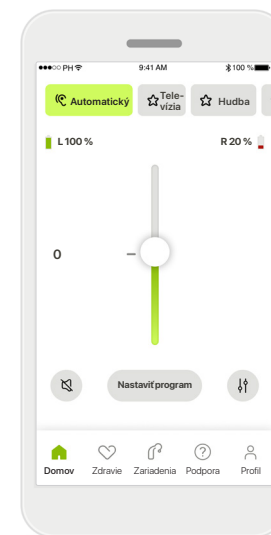 PH 9:41 AM 100 %
Automatický Tele-
vízia Hudba
L 100 % R 20 %
0
Nastaviť program
Domov Zdravie Zariadenia Podpora Profil